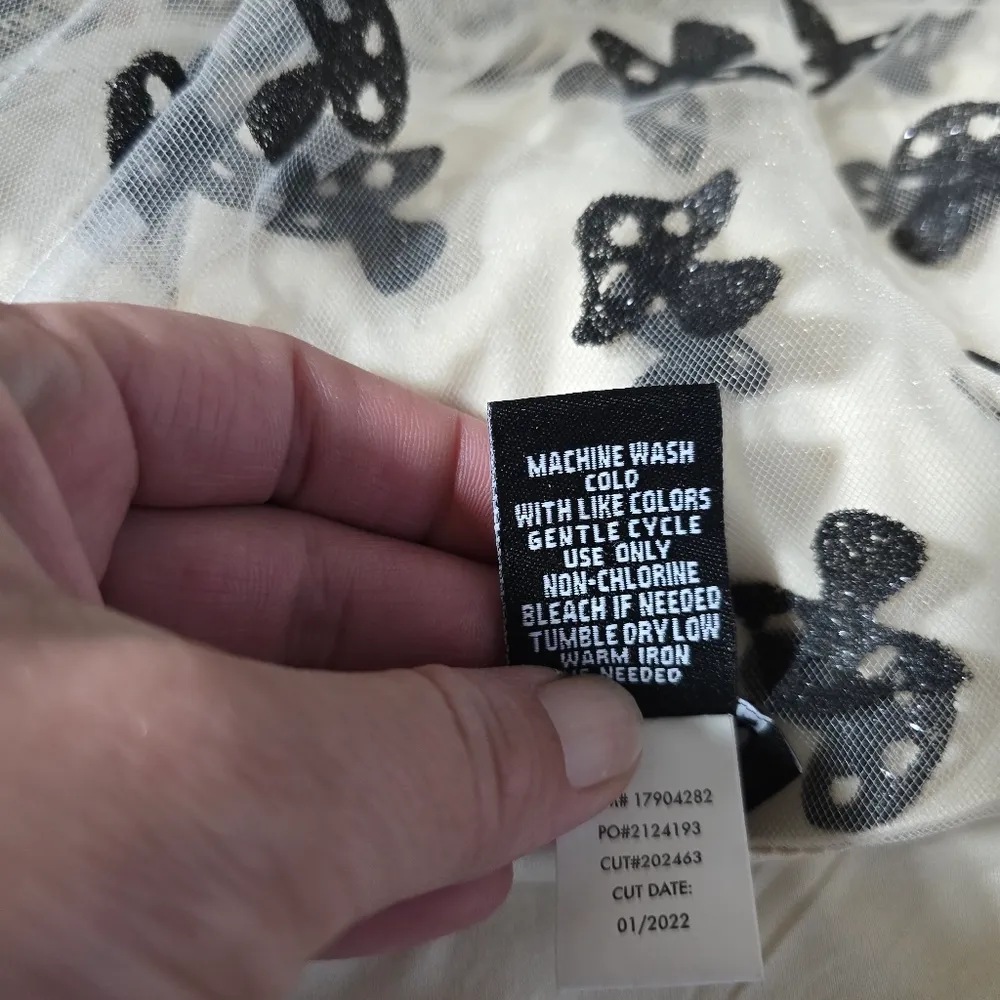 MACHINE WASH
COLD
WITH LIKE COLORS
GENTLE CYCLE
USE ONLY
NON-CHLORINE
BLEACH IF NEEDED
TUMBLE DRY LOW
WARM IRON
NEEDED
17904282
PO#2124193
CUT#202463
CUT DATE:
01/2022